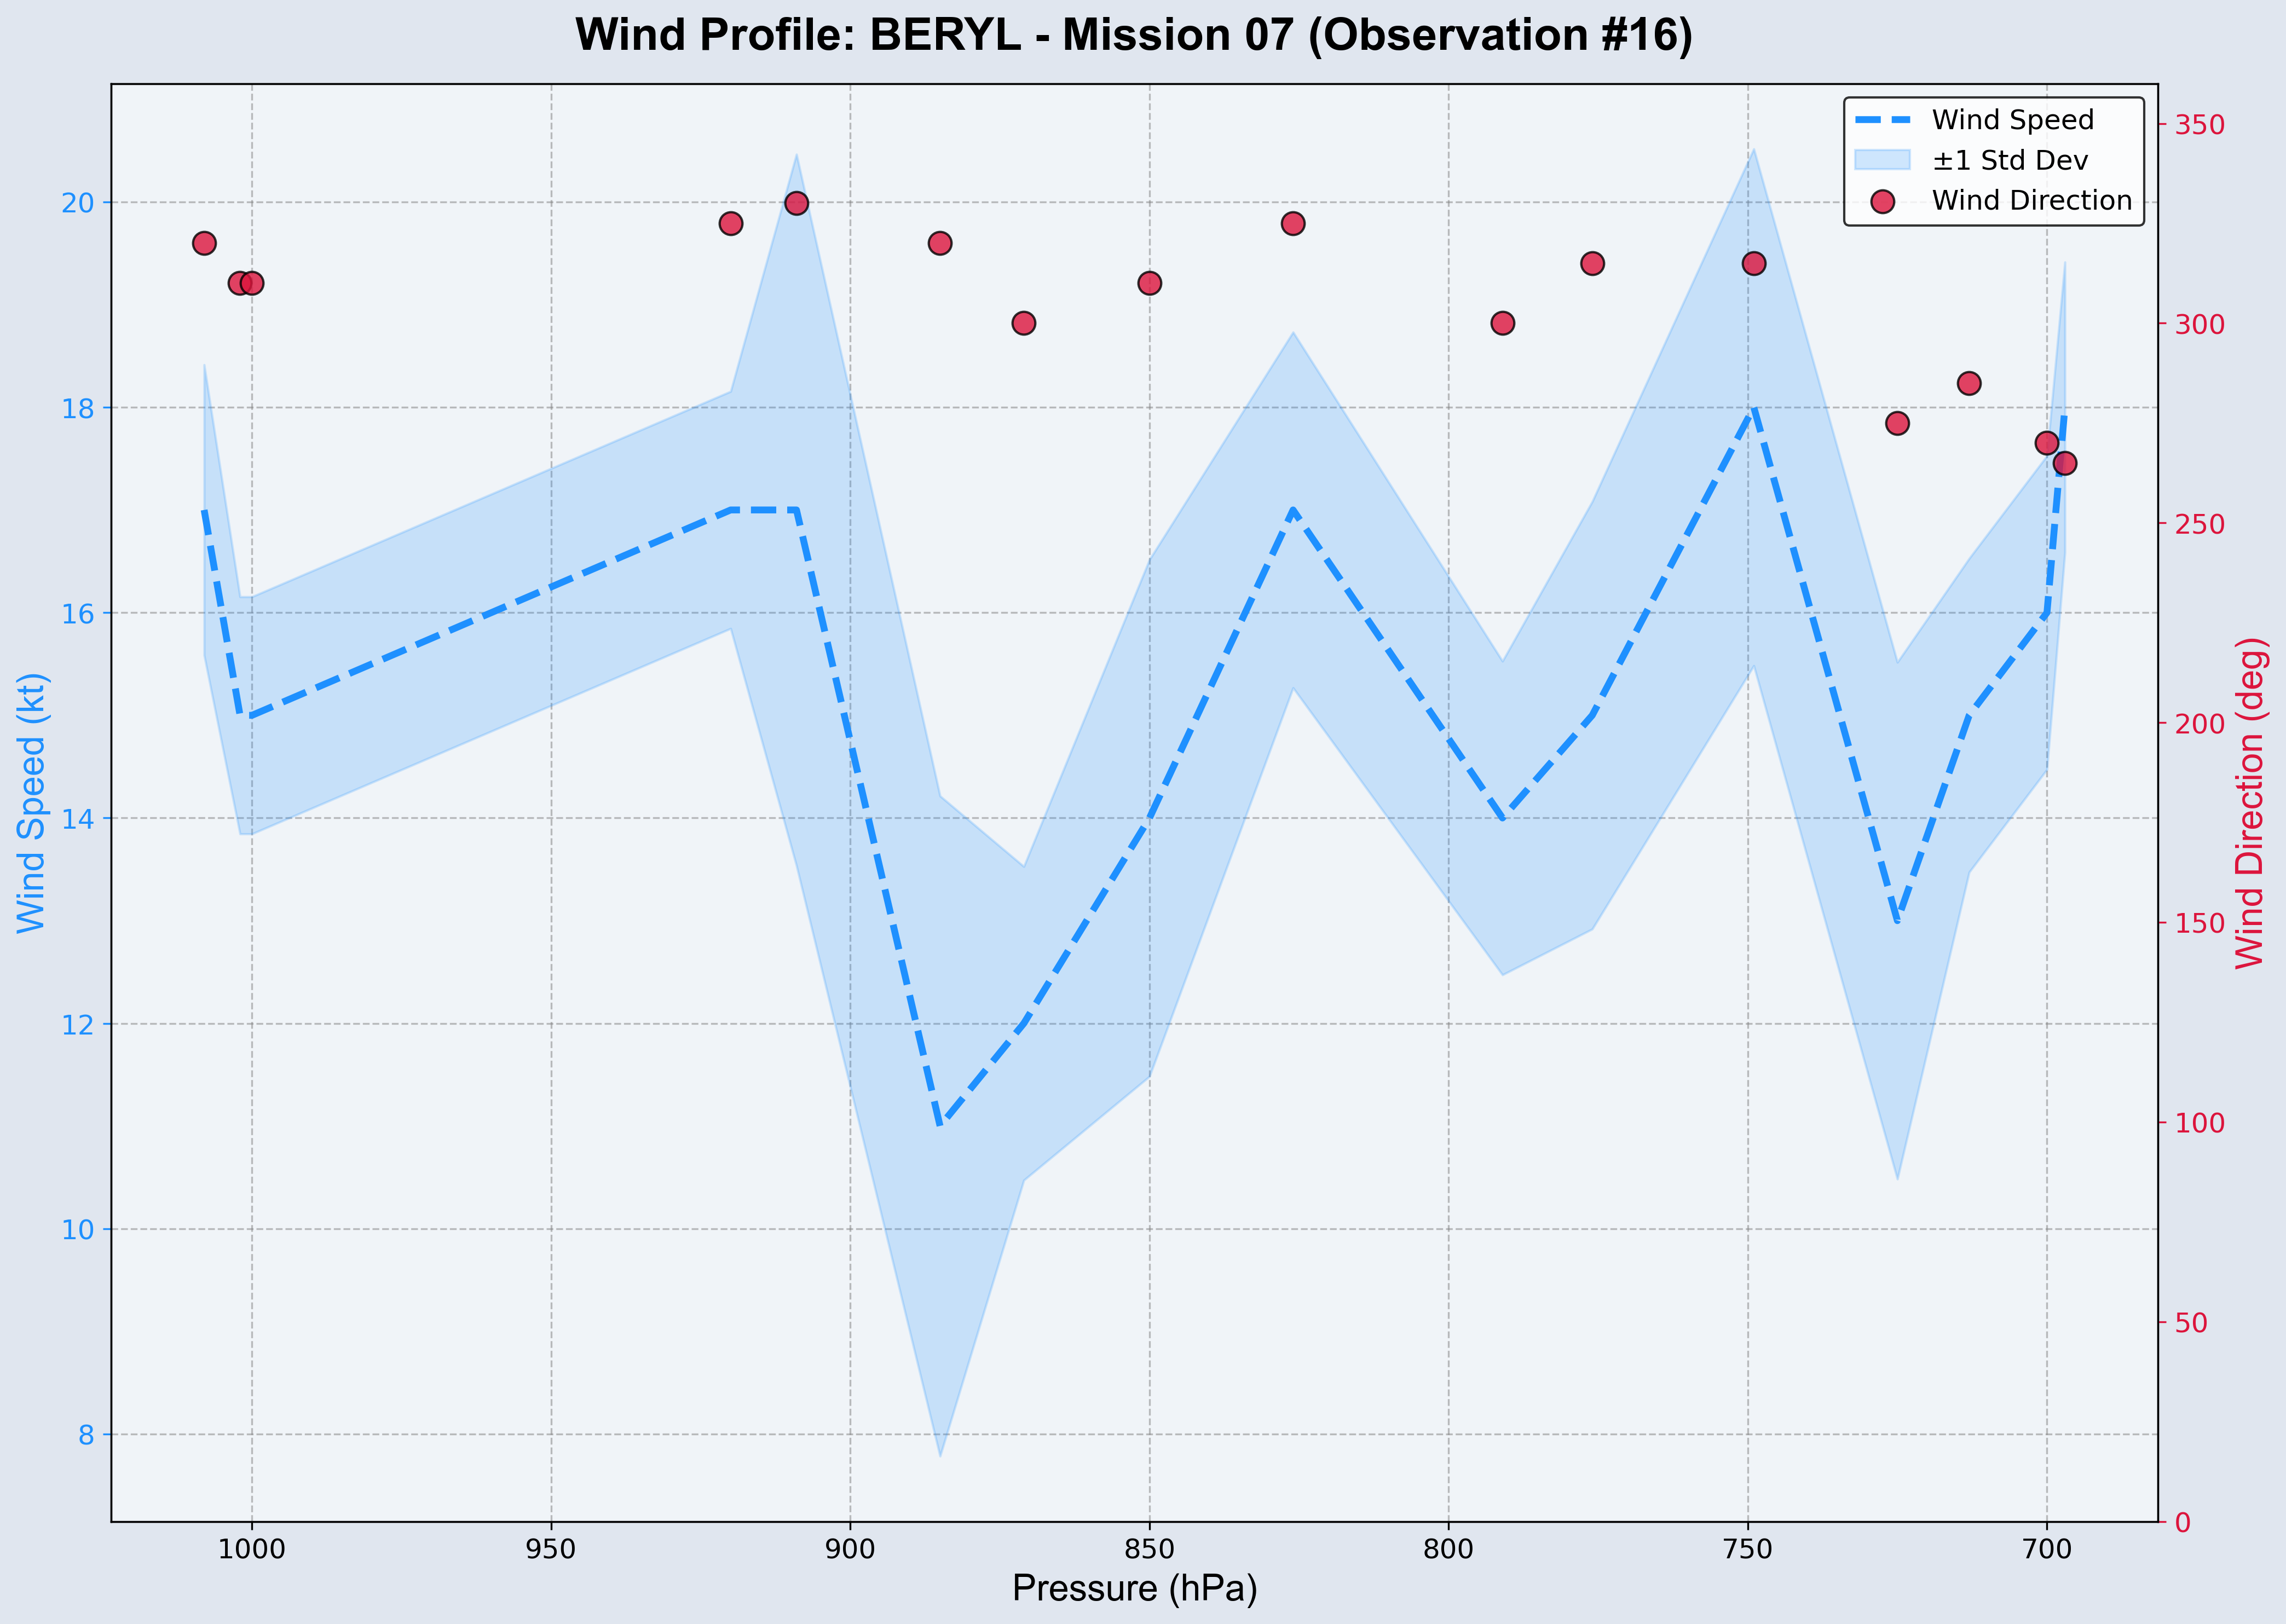 Wind Profile: BERYL - Mission 07 (Observation #16)
Wind Speed
±1 Std Dev
Wind Direction
Wind Speed (kt)
20
18
16
14
12
10
8
350
300
250
200
150
100
50
0
Wind Direction (deg)
1000 950 900 850 800 750 700
Pressure (hPa)